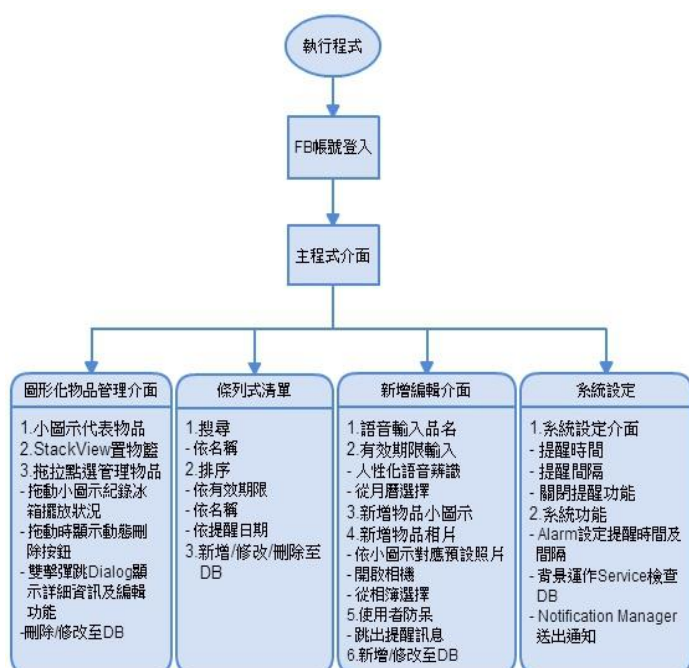 執行程式
FB帳號登入
主程式介面
圖形化物品管理介面
1.小圖示代表物品
2.StackView置物籃
3.拖拉點選管理物品
- 拖動小圖示紀錄冰
箱擺放狀況
- 拖動時顯示動態刪
除按鈕
- 雙擊彈跳Dialog顯
示詳細資訊及編輯
功能
-刪除/修改至DB
條列式清單
1.搜尋
- 依名稱
2.排序
- 依有效期限
- 依名稱
- 依提醒日期
3.新增/修改/刪除至
DB
新增編輯介面
1.語音輸入品名
2.有效期限輸入
- 人性化語音辨識
- 從月曆選擇
3.新增物品小圖示
4.新增物品相片
- 依小圖示對應預設照片
- 開啟相機
- 從相簿選擇
5.使用者防呆
- 跳出提醒訊息
6.新增/修改至DB
系統設定
1.系統設定介面
- 提醒時間
- 提醒間隔
- 關閉提醒功能
2.系統功能
- Alarm設定提醒時間及
間隔
- 背景運作Service檢查
DB
- Notification Manager
送出通知